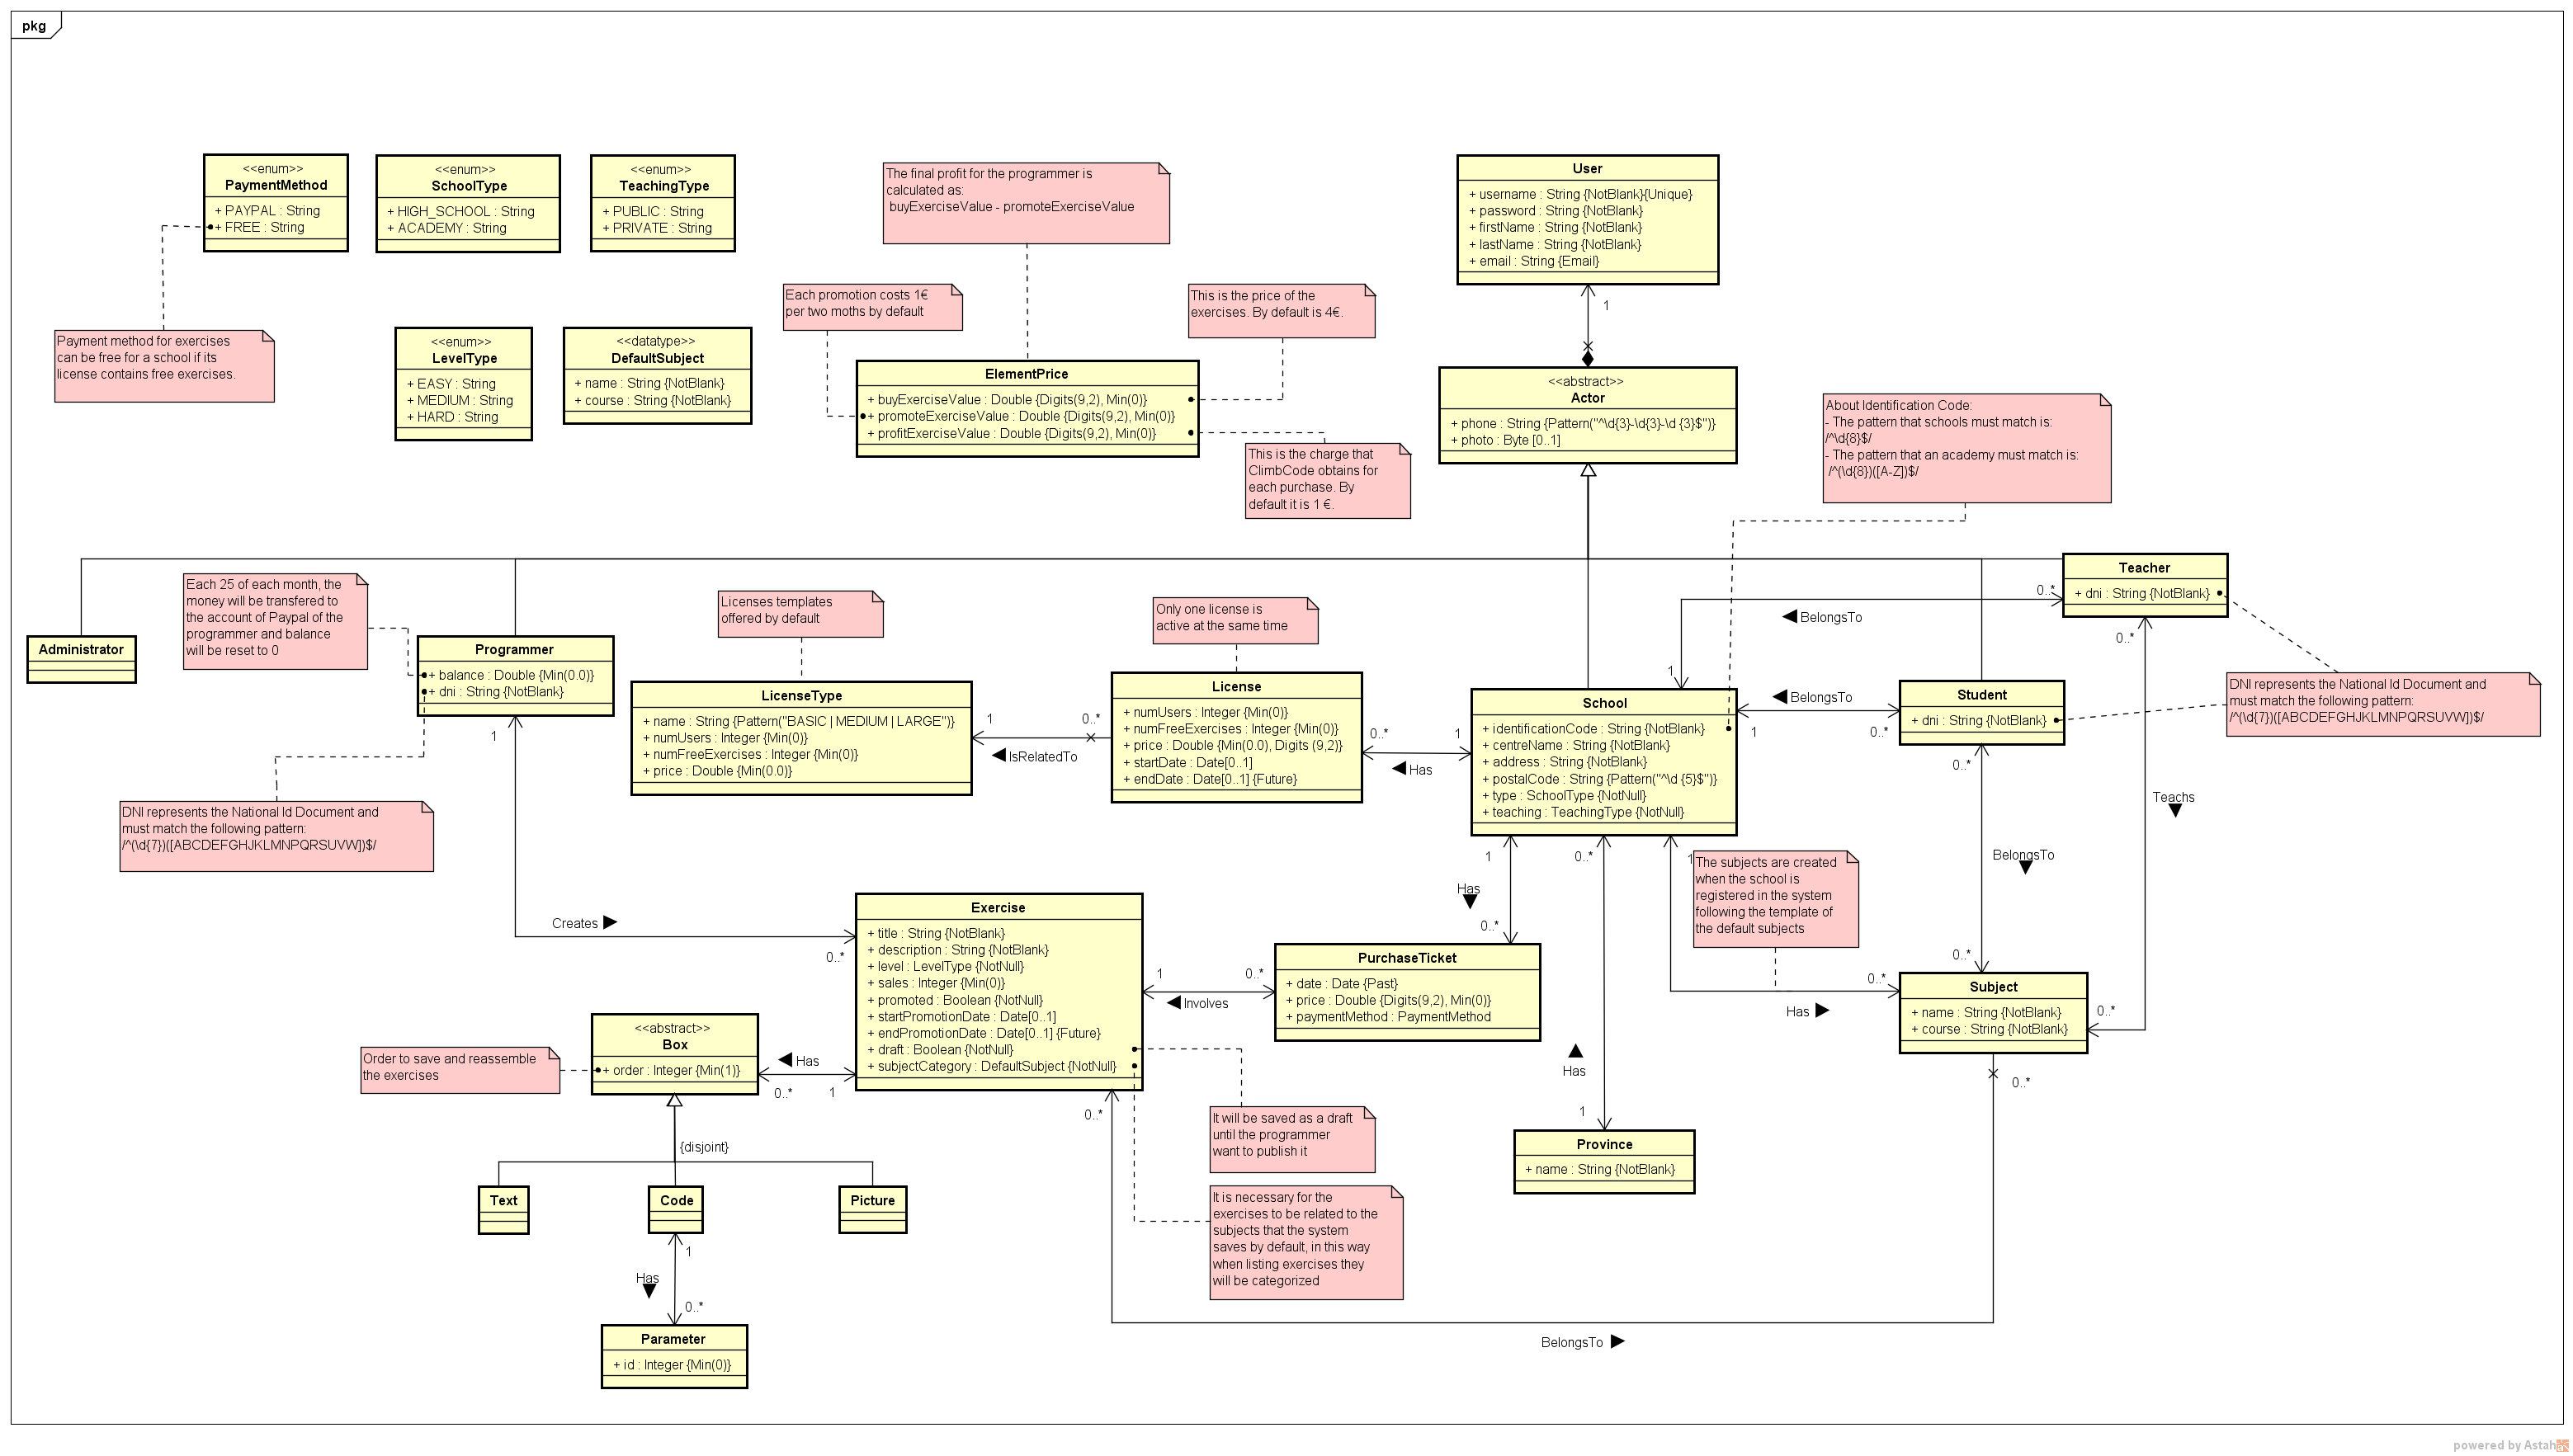 pkg
<<enum>>
PaymentMethod
+ PAYPAL : String
+ FREE : String
<<enum>>
SchoolType
+ HIGH_SCHOOL : String
+ ACADEMY : String
<<enum>>
TeachingType
+ PUBLIC : String
+ PRIVATE : String
The final profit for the programmer is
calculated as:
buyExerciseValue - promoteExerciseValue
User
+ username : String {NotBlank}{Unique}
+ password : String {NotBlank}
+ firstName : String {NotBlank}
+ lastName : String {NotBlank}
+ email : String {Email}
Payment method for exercises
can be free for a school if its
license contains free exercises.
<<enum>>
LevelType
+ EASY : String
+ MEDIUM : String
+ HARD : String
<<datatype>>
DefaultSubject
+ name : String {NotBlank}
+ course : String {NotBlank}
Each promotion costs 1€
per two moths by default
This is the price of the
exercises. By default is 4€.
1
ElementPrice
+ buyExerciseValue : Double {Digits(9,2), Min(0)}
+ promoteExerciseValue : Double {Digits(9,2), Min(0)}
+ profitExerciseValue : Double {Digits(9,2), Min(0)}
This is the charge that
ClimbCode obtains for
each purchase. By
default it is 1 €.
<<abstract>>
Actor
+ phone : String {Pattern("^\d{3}-\d{3}-\d {3}$")}
+ photo : Byte [0..1]
About Identification Code:
- The pattern that schools must match is:
/^\d{8}$/
- The pattern that an academy must match is:
/^(\d{8})([A-Z])$/
Administrator
Each 25 of each month, the
money will be transfered to
the account of Paypal of the
programmer and balance
will be reset to 0
Programmer
+ balance : Double {Min(0.0)}
+ dni : String {NotBlank}
1
DNI represents the National Id Document and
must match the following pattern:
/^(\d{7})([ABCDEFGHJKLMNPQRSUVW])$/
Licenses templates
offered by default
LicenseType
+ name : String {Pattern("BASIC | MEDIUM | LARGE")}
+ numUsers : Integer {Min(0)}
+ numFreeExercises : Integer {Min(0)}
+ price : Double {Min(0.0)}
1
0..*
IsRelatedTo
Only one license is
active at the same time
License
+ numUsers : Integer {Min(0)}
+ numFreeExercises : Integer {Min(0)}
+ price : Double {Min(0.0), Digits (9,2)}
+ startDate : Date[0..1]
+ endDate : Date[0..1] {Future}
0..*
1
Has
School
+ identificationCode : String {NotBlank}
+ centreName : String {NotBlank}
+ address : String {NotBlank}
+ postalCode : String {Pattern("^\d {5}$")}
+ type : SchoolType {NotNull}
+ teaching : TeachingType {NotNull}
Teacher
+ dni : String {NotBlank}
0..*
BelongsTo
1
0..*
BelongsTo
1
0..*
Student
+ dni : String {NotBlank}
0..*
DNI represents the National Id Document and
must match the following pattern:
/^(\d{7})([ABCDEFGHJKLMNPQRSUVW])$/
Teachs
BelongsTo
1
Has
0..*
0..*
1
The subjects are created
when the school is
registered in the system
following the template of
the default subjects
0..*
0..*
Has
Subject
+ name : String {NotBlank}
+ course : String {NotBlank}
0..*
0..*
Creates
0..*
Exercise
+ title : String {NotBlank}
+ description : String {NotBlank}
+ level : LevelType {NotNull}
+ sales : Integer {Min(0)}
+ promoted : Boolean {NotNull}
+ startPromotionDate : Date[0..1]
+ endPromotionDate : Date[0..1] {Future}
+ draft : Boolean {NotNull}
+ subjectCategory : DefaultSubject {NotNull}
1
0..*
Involves
PurchaseTicket
+ date : Date {Past}
+ price : Double {Digits(9,2), Min(0)}
+ paymentMethod : PaymentMethod
Order to save and reassemble
the exercises
<<abstract>>
Box
+ order : Integer {Min(1)}
Has
0..*
1
0..*
It will be saved as a draft
until the programmer
want to publish it
Has
1
Province
+ name : String {NotBlank}
{disjoint}
Text
Code
Picture
It is necessary for the
exercises to be related to the
subjects that the system
saves by default, in this way
when listing exercises they
will be categorized
1
Has
0..*
Parameter
+ id : Integer {Min(0)}
BelongsTo
powered by Astah